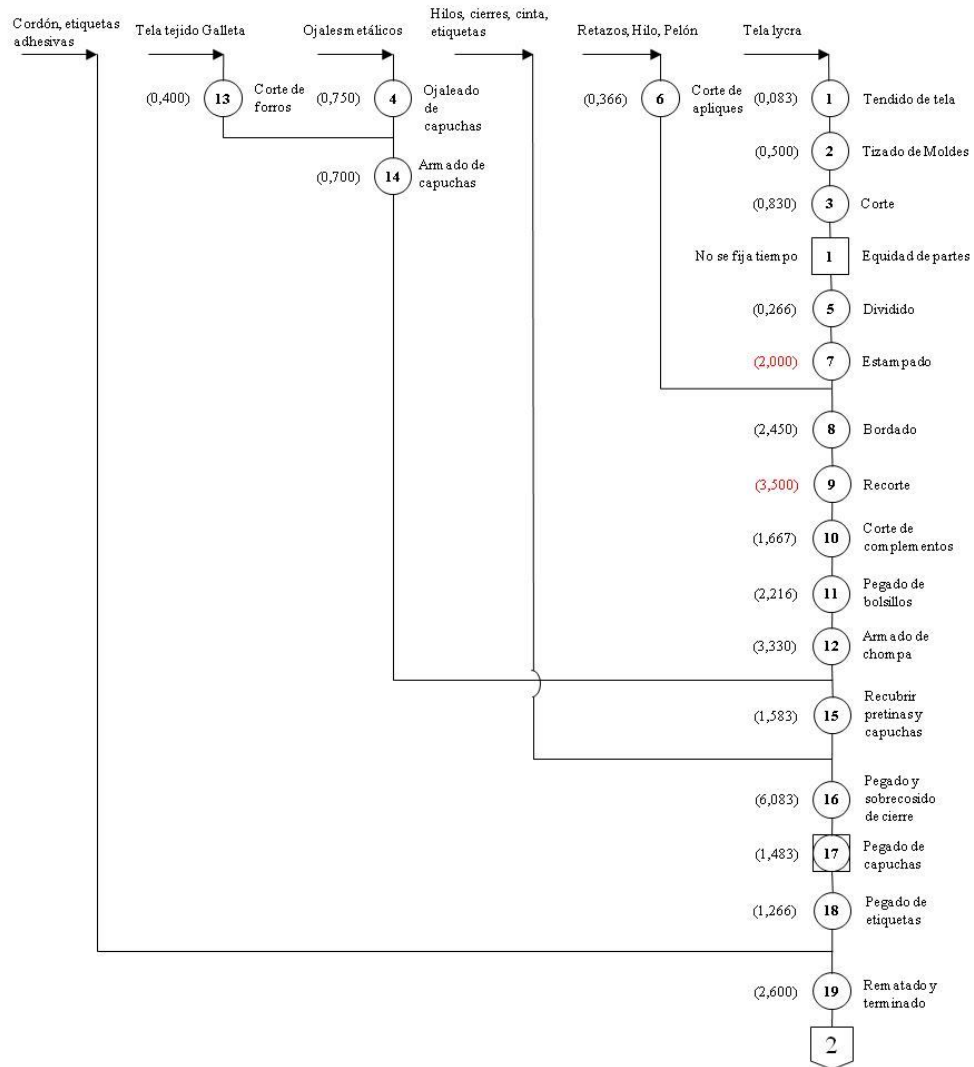 Cordón, etiquetas
adhesivas
Tela tejido Galleta
Ojales metálicos
Hilos, cierres, cinta,
etiquetas
Retazos, Hilo, Pelón
Tela lycra
(0,400) 13 Corte de
forros
(0,750) 4 Ojaleado
de
capuchas
(0,366) 6 Corte de
apliques
(0,083) 1 Tendido de tela
(0,500) 2 Tizado de Moldes
(0,700) 14 Armado de
capuchas
(0,830) 3 Corte
No se fija tiempo 1 Equidad de partes
(0,266) 5 Dividido
(2,000) 7 Estampado
(2,450) 8 Bordado
(3,500) 9 Recorte
(1,667) 10 Corte de
complementos
(2,216) 11 Pegado de
bolsillos
(3,330) 12 Armado de
chompa
(1,583) 15 Recubrir
pretinas y
capuchas
(6,083) 16 Pegado y
sobrecosido
de cierre
(1,483) 17 Pegado de
capuchas
(1,266) 18 Pegado de
etiquetas
(2,600) 19 Rematado y
terminado
2